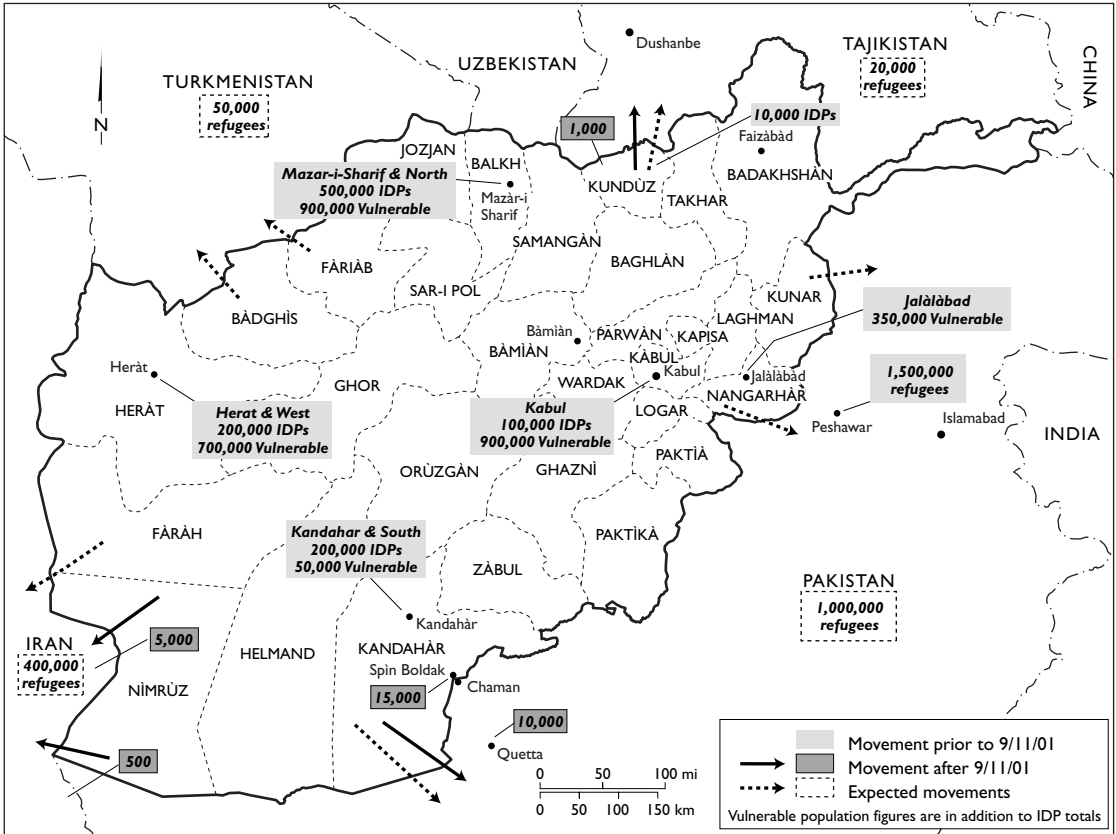 Dushanbe
TAJIKISTAN
20,000
refugees
CHINA
UZBEKISTAN
TURKMENISTAN
50,000
refugees
N
1,000
10,000 IDPs
Faizàbàd
JOZJAN
BALKH
Mazar-i-Sharif & North
500,000 IDPs
900,000 Vulnerable
Mazàr-i
Sharif
KUNDÙZ
TAKHAR
BADAKHSHÀN
SAMANGÀN
BAGHLÀN
FÀRIÀB
SAR-I POL
KUNAR
BÀDGHÌS
LAGHMAN
Jalàlàbad
350,000 Vulnerable
Bàmiàn
BÀMÌÀN
PARWÀN
KAPISA
KÀBUL
Kabul
Jalàlàbàd
NANGARHÀR
Heràt
HERÀT
GHOR
WARDAK
LOGAR
1,500,000
refugees
Peshawar
Islamabad
INDIA
Herat & West
200,000 IDPs
700,000 Vulnerable
Kabul
100,000 IDPs
900,000 Vulnerable
ORÙZGÀN
GHAZNÌ
PAKTÌÀ
FÀRÀH
Kandahar & South
200,000 IDPs
50,000 Vulnerable
PAKTÌKÀ
ZÀBUL
PAKISTAN
1,000,000
refugees
Kandahàr
IRAN
400,000
refugees
5,000
HELMAND
KANDAHÀR
Spìn Boldak
Chaman
NÌMRÙZ
15,000
10,000
Quetta
500
0 50 100 mi
0 50 100 150 km
Movement prior to 9/11/01
Movement after 9/11/01
Expected movements
Vulnerable population figures are in addition to IDP totals